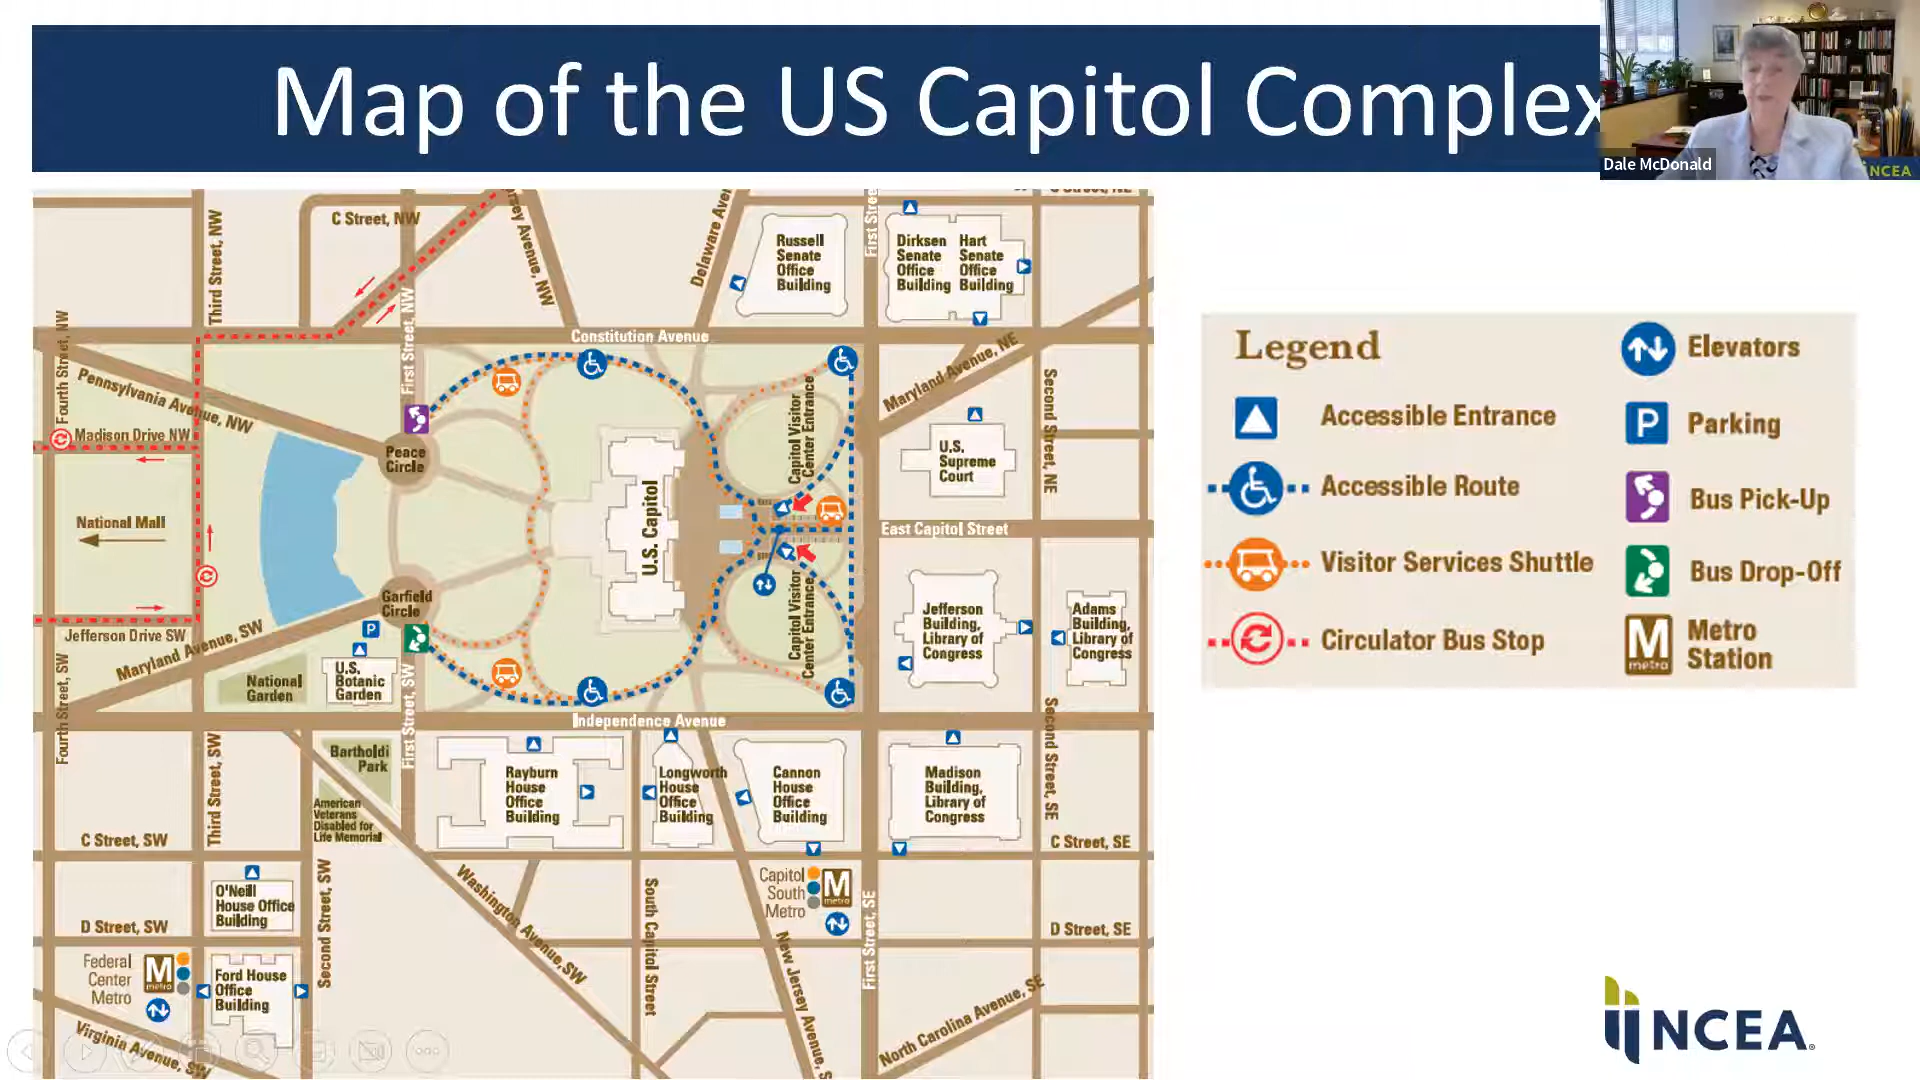 Map of the US Capitol Complex
Dale McDonald
NCEA
C Street, NW
Third Street, NW
First Street, NW
Fourth Street, NW
Pennsylvania Avenue, NW
Madison Drive NW
Peace
Circle
National Mall
Garfield
Circle
Jefferson Drive SW
Maryland Avenue, SW
Fourth Street, SW
National
Garden
P
U.S.
Botanic
Garden
First Street, SW
Constitution Avenue
Russell
Senate
Office
Building
Dirksen
Senate
Office
Building
Hart
Senate
Office
Building
Maryland Avenue, NE
Second Street, NE
U.S.
Supreme
Court
Capitol Visitor
Center Entrance
U.S. Capitol
East Capitol Street
Capitol Visitor
Center Entrance
Jefferson
Building,
Library of
Congress
Adams
Building,
Library of
Congress
Second Street, SE
Independence Avenue
Bartholdi
Park
American
Veterans
Disabled for
Life Memorial
Third Street, SW
Rayburn
House
Office
Building
Longworth
House
Office
Building
Cannon
House
Office
Building
Madison
Building,
Library of
Congress
C Street, SW
C Street, SE
O'Neill
House Office
Building
Second Street, SW
Washington Avenue, SW
South Capitol Street
Capitol
South
Metro
M
metro
First Street, SE
D Street, SW
D Street, SE
Federal
Center
Metro
M
metro
Ford House
Office
Building
New Jersey Avenue, S
North Carolina Avenue, SE
Virginia Avenue, SW
Legend
Accessible Entrance
Accessible Route
Visitor Services Shuttle
Circulator Bus Stop
Elevators
P
Parking
Bus Pick-Up
Bus Drop-Off
M
metro
Metro
Station
NCEA